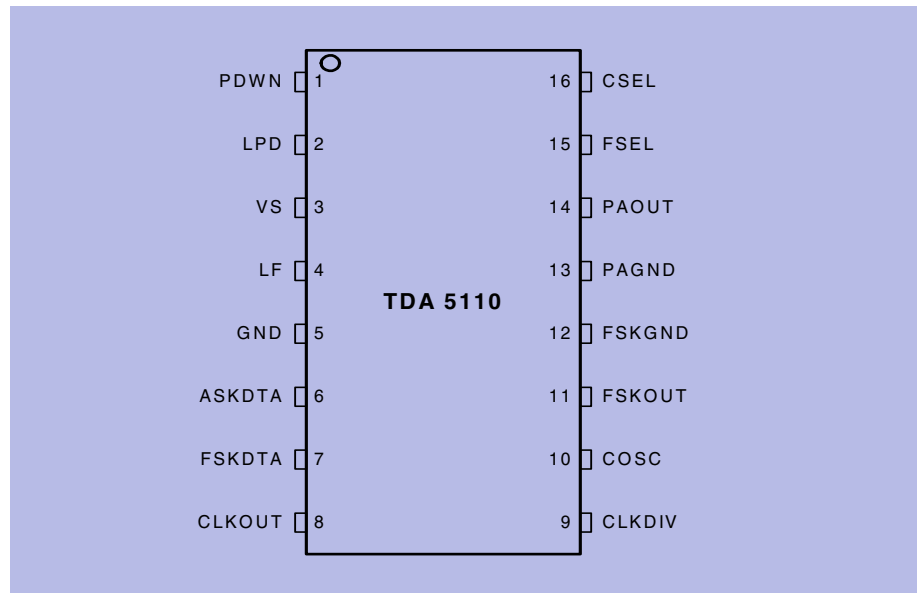 PDWN 1 16 CSEL
LPD 2 15 FSEL
VS 3 14 PAOUT
LF 4 13 PAGND
TDA 5110
GND 5 12 FSKGND
ASKDTA 6 11 FSKOUT
FSKDTA 7 10 COSC
CLKOUT 8 9 CLKDIV